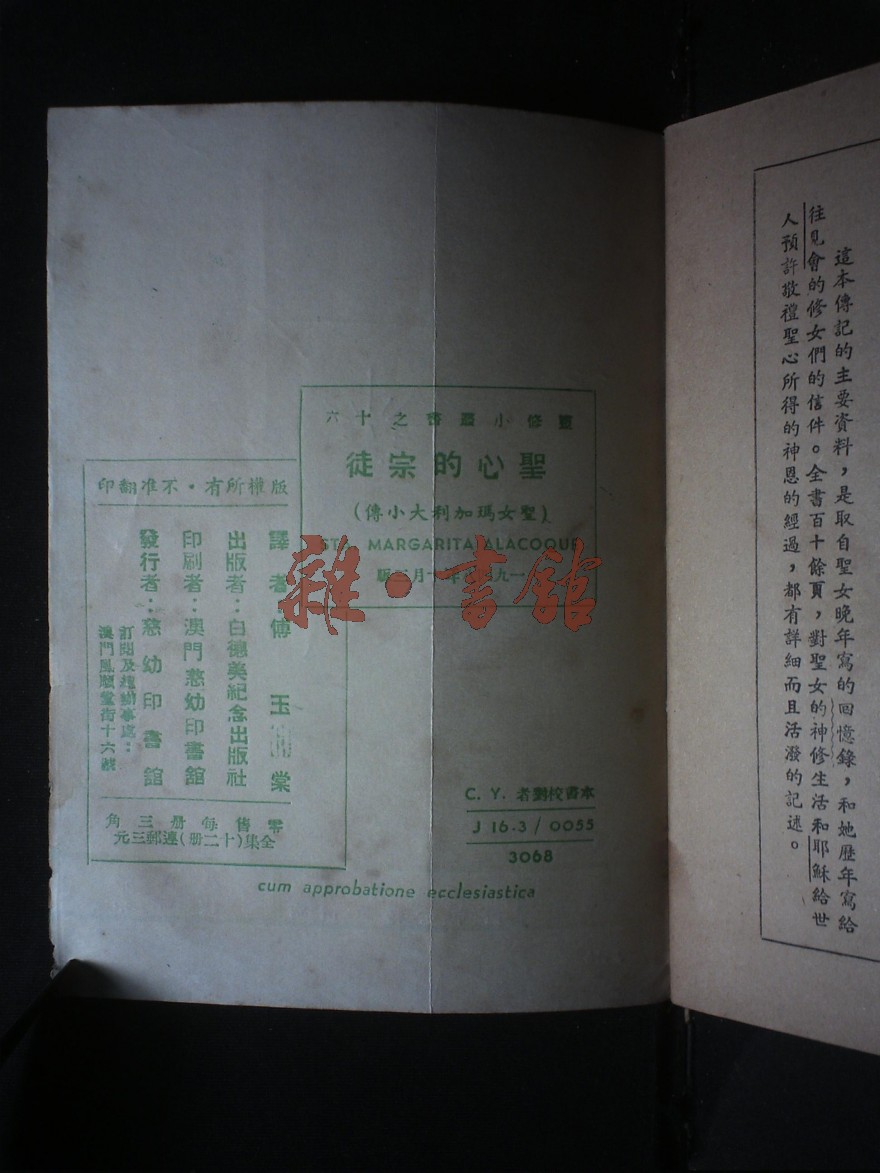 這本傳記的主要資料，是取自聖女晚年寫的回憶錄，和她歷年寫給
往見會的修女們的信件。全書百十餘頁，對聖女的神修生活和耶穌給世
人預許敬禮聖心所得的神恩的經過，都有詳細而且活潑的記述。
靈修小叢書之十六
聖心的宗徒
(聖女瑪加利大小傳)
MARGARITA ALACOQUE
版權所有·不准翻印
譯者 傅玉棠
出版者：白德美紀念出版社
印刷者：澳門慈幼印書館
發行者：慈幼印書館
訂閱及總辦事處：
澳門風順堂街十六號
零售每册三角
全集(十二册)連郵三元
本書校對者 C. Y.
J 16-3 / 0055
3068
cum approbatione ecclesiastica
雜·書館